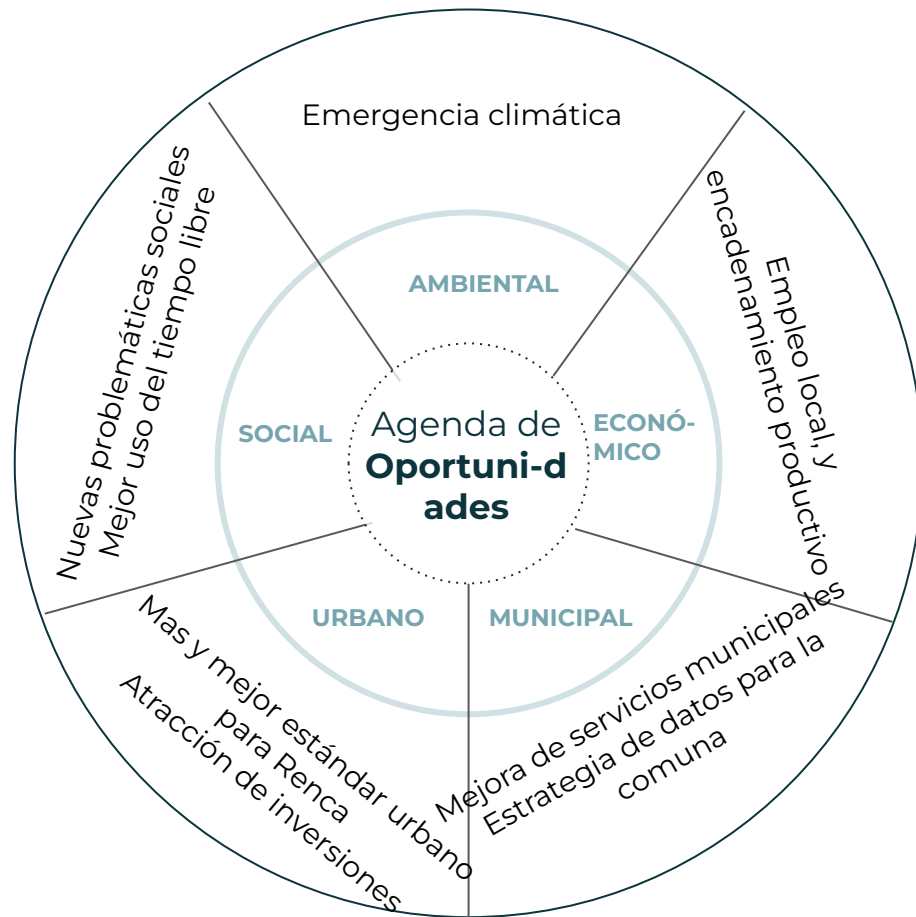 Emergencia climática
AMBIENTAL
Empleo local, y
encadenamiento productivo
ECONÓ-
MICO
Nuevas problemáticas sociales
Mejor uso del tiempo libre
SOCIAL
Agenda de
Oportuni-d
ades
URBANO
Mas y mejor estándar urbano
para Renca
Atracción de inversiones
MUNICIPAL
Mejora de servicios municipales
Estrategia de datos para la
comuna